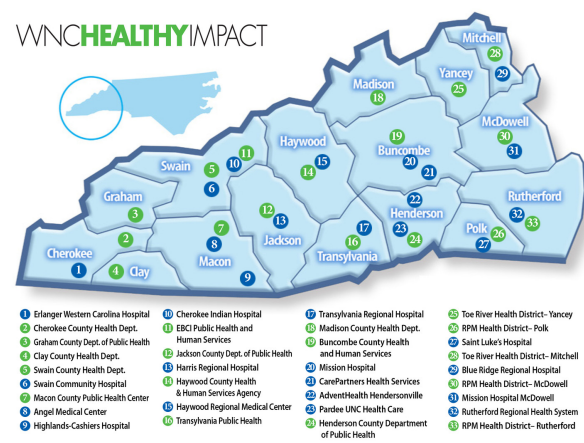 WNCHEALTHYIMPACT
Mitchell
28
29
Yancey
25
Madison
18
McDowell
30
31
Haywood
15
14
19
Buncombe
20
21
Swain
11
10
5
6
Graham
3
Rutherford
32
33
22
Henderson
23
24
Polk
26
27
12
13
Jackson
17
16
Transylvania
7
8
Macon
9
2
Cherokee
1
4
Clay
1 Erlanger Western Carolina Hospital
2 Cherokee County Health Dept.
3 Graham County Dept. of Public Health
4 Clay County Health Dept.
5 Swain County Health Dept.
6 Swain Community Hospital
7 Macon County Public Health Center
8 Angel Medical Center
9 Highlands-Cashiers Hospital
10 Cherokee Indian Hospital
11 EBCI Public Health and
Human Services
12 Jackson County Dept. of Public Health
13 Harris Regional Hospital
14 Haywood County Health
& Human Services Agency
15 Haywood Regional Medical Center
16 Transylvania Public Health
17 Transylvania Regional Hospital
18 Madison County Health Dept.
19 Buncombe County Health
and Human Services
20 Mission Hospital
21 CarePartners Health Services
22 AdventHealth Hendersonville
23 Pardee UNC Health Care
24 Henderson County Department
of Public Health
25 Toe River Health District– Yancey
26 RPM Health District– Polk
27 Saint Luke's Hospital
28 Toe River Health District– Mitchell
29 Blue Ridge Regional Hospital
30 RPM Health District– McDowell
31 Mission Hospital McDowell
32 Rutherford Regional Health System
33 RPM Health District– Rutherford